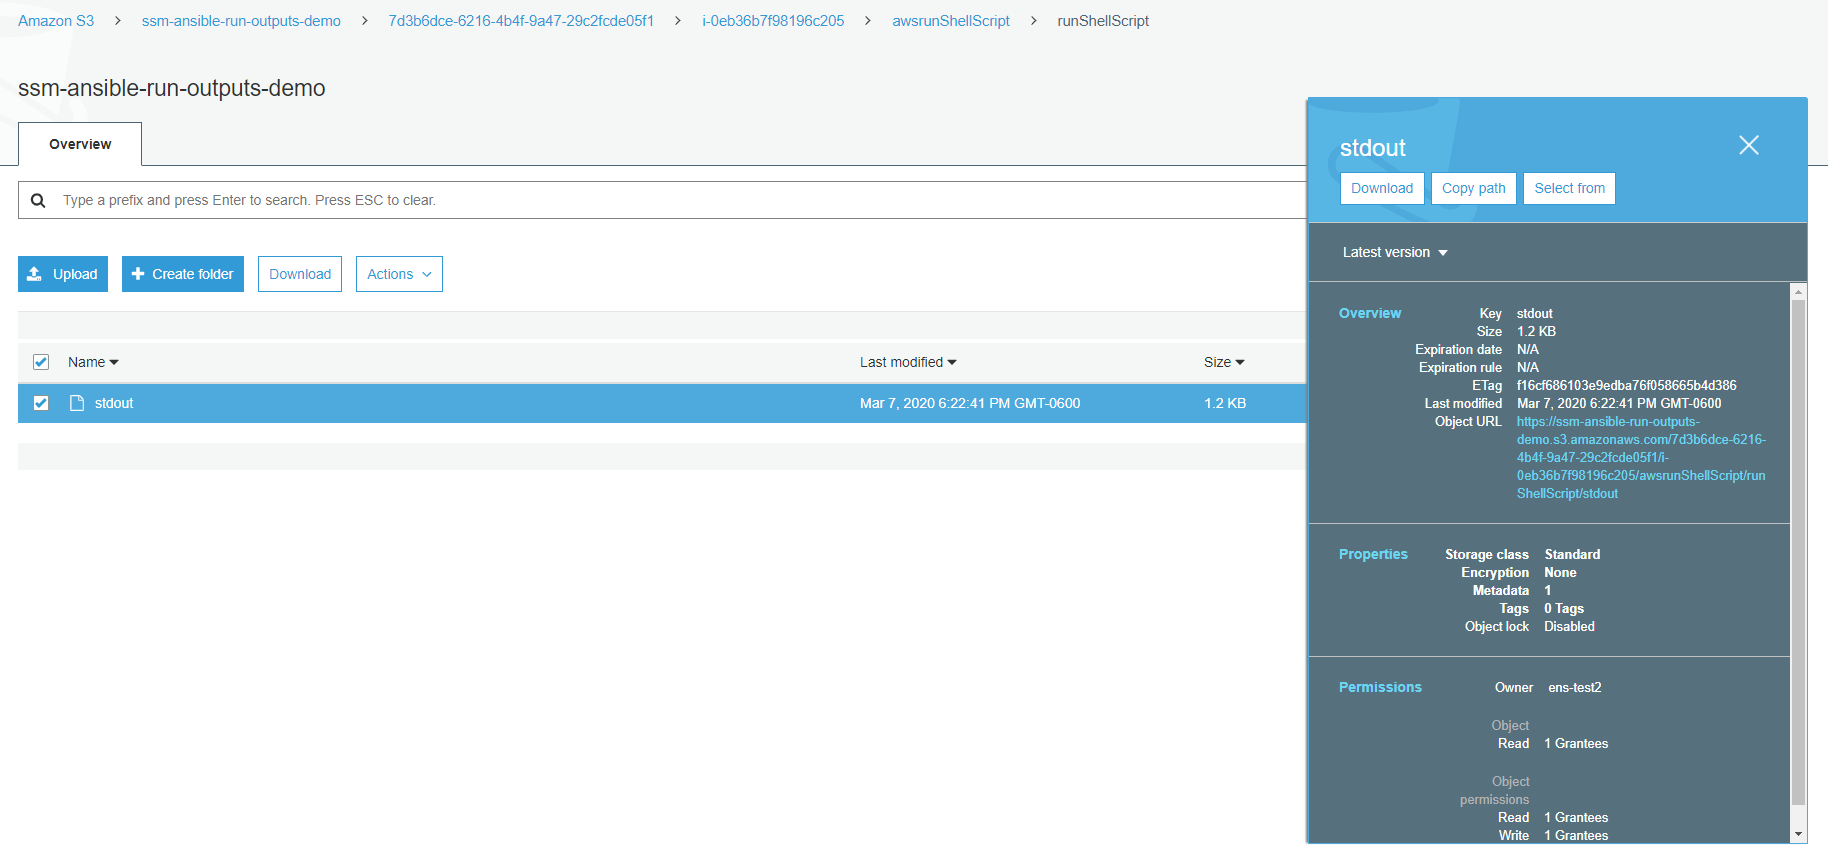 Amazon S3 > ssm-ansible-run-outputs-demo > 7d3b6dce-6216-4b4f-9a47-29c2fcde05f1 > i-0eb36b7f98196c205 > awsrunShellScript > runShellScript
ssm-ansible-run-outputs-demo
Overview
Type a prefix and press Enter to search. Press ESC to clear.
Upload
Create folder
Download
Actions
Name
Last modified
Size
stdout
Mar 7, 2020 6:22:41 PM GMT-0600
1.2 KB
stdout
Download
Copy path
Select from
Latest version
Overview
Key stdout
Size 1.2 KB
Expiration date N/A
Expiration rule N/A
ETag f16cf686103e9edba76f058665b4d386
Last modified Mar 7, 2020 6:22:41 PM GMT-0600
Object URL https://ssm-ansible-run-outputs-
demo.s3.amazonaws.com/7d3b6dce-6216-
4b4f-9a47-29c2fcde05f1/i-
0eb36b7f98196c205/awsrunShellScript/run
ShellScript/stdout
Properties
Storage class Standard
Encryption None
Metadata 1
Tags 0 Tags
Object lock Disabled
Permissions
Owner ens-test2
Object
Read 1 Grantees
Object
permissions
Read 1 Grantees
Write 1 Grantees